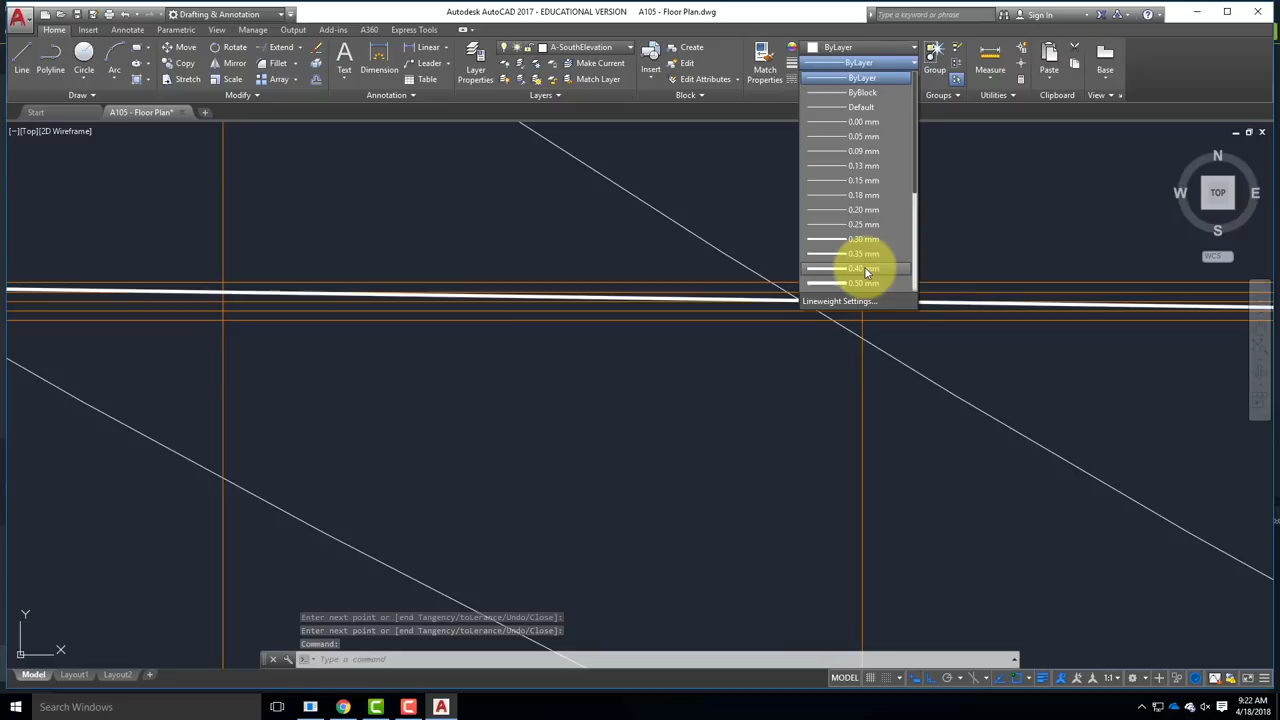 Drafting & Annotation
Autodesk AutoCAD 2017 - EDUCATIONAL VERSION A105 - Floor Plan.dwg
Type a keyword or phrase
Sign In
Home Insert Annotate Parametric View Manage Output Add-ins A360 Express Tools
Line Polyline Circle Arc
Move Rotate Extend
Copy Mirror Fillet
Stretch Scale Array
Text Dimension
Linear
Leader
Table
Layer Properties
A-SouthElevation
Make Current
Match Layer
Insert
Create
Edit
Edit Attributes
Match Properties
ByLayer
ByLayer
Group Measure Paste Base
Draw Modify Annotation Layers Block Groups Utilities Clipboard View
Start A105 - Floor Plan*
[−][Top][2D Wireframe]
ByLayer
ByBlock
Default
0.00 mm
0.05 mm
0.09 mm
0.13 mm
0.15 mm
0.18 mm
0.20 mm
0.25 mm
0.30 mm
0.35 mm
0.40 mm
0.50 mm
Lineweight Settings...
N
W TOP E
S
WCS
Y
X
Enter next point or [end Tangency/toLerance/Undo/Close]:
Enter next point or [end Tangency/toLerance/Undo/Close]:
Command:
Type a command
Model Layout1 Layout2
MODEL 1:1
Search Windows
9:22 AM
4/18/2018